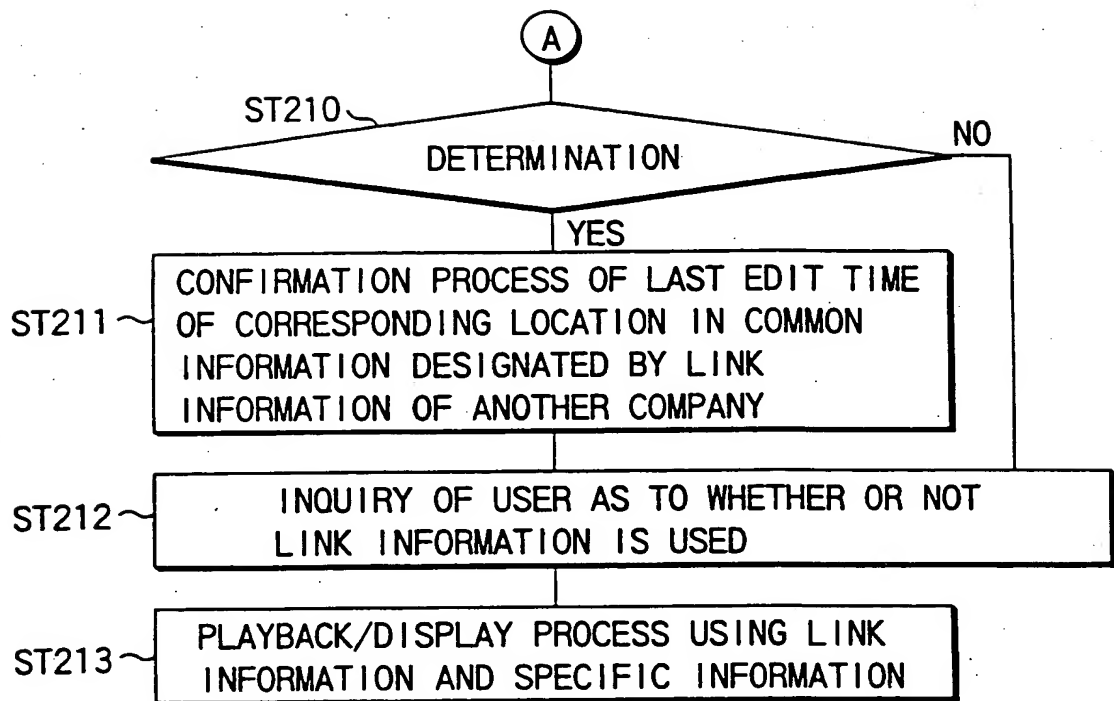 A
ST210
DETERMINATION
NO
YES
ST211
CONFIRMATION PROCESS OF LAST EDIT TIME
OF CORRESPONDING LOCATION IN COMMON
INFORMATION DESIGNATED BY LINK
INFORMATION OF ANOTHER COMPANY
ST212
INQUIRY OF USER AS TO WHETHER OR NOT
LINK INFORMATION IS USED
ST213
PLAYBACK/DISPLAY PROCESS USING LINK
INFORMATION AND SPECIFIC INFORMATION